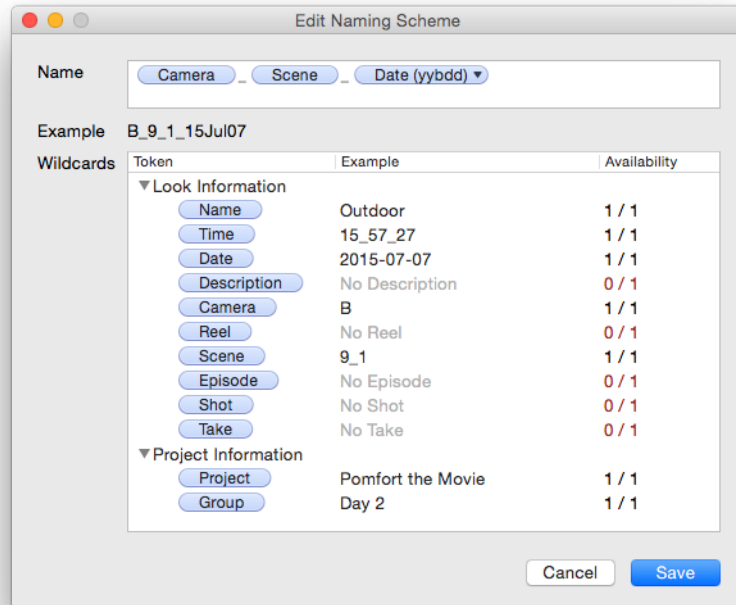 Edit Naming Scheme
Name Camera _ Scene _ Date (yybdd) ▼
Example B_9_1_15Jul07
Wildcards Token Example Availability
▼Look Information
Name Outdoor 1 / 1
Time 15_57_27 1 / 1
Date 2015-07-07 1 / 1
Description No Description 0 / 1
Camera B 1 / 1
Reel No Reel 0 / 1
Scene 9_1 1 / 1
Episode No Episode 0 / 1
Shot No Shot 0 / 1
Take No Take 0 / 1
▼Project Information
Project Pomfort the Movie 1 / 1
Group Day 2 1 / 1
Cancel Save